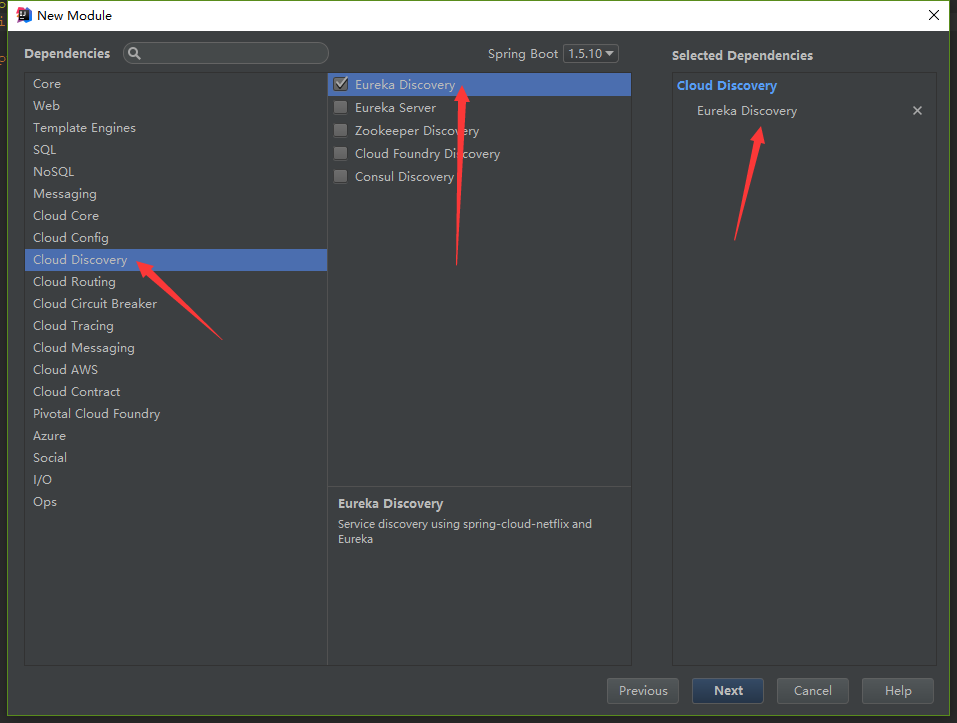 New Module
Dependencies
Spring Boot 1.5.10
Selected Dependencies
Core
Web
Template Engines
SQL
NoSQL
Messaging
Cloud Core
Cloud Config
Cloud Discovery
Cloud Routing
Cloud Circuit Breaker
Cloud Tracing
Cloud Messaging
Cloud AWS
Cloud Contract
Pivotal Cloud Foundry
Azure
Social
I/O
Ops
Eureka Discovery
Eureka Server
Zookeeper Discovery
Cloud Foundry Discovery
Consul Discovery
Eureka Discovery
Service discovery using spring-cloud-netflix and
Eureka
Cloud Discovery
Eureka Discovery
Previous
Next
Cancel
Help